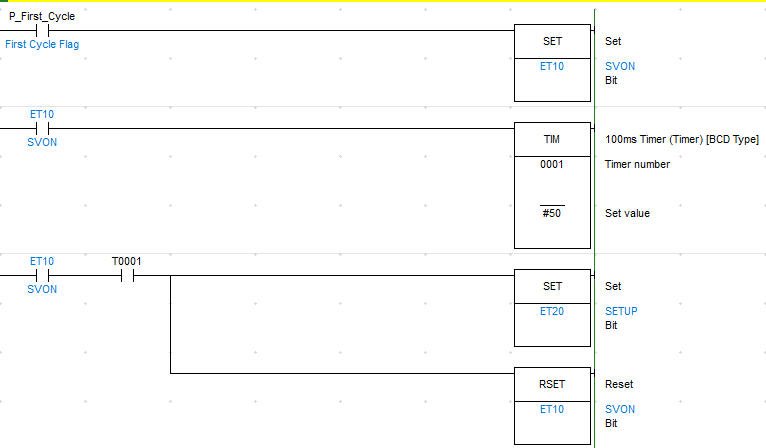 P_First_Cycle
First Cycle Flag
SET
Set
ET10
SVON
Bit
ET10
SVON
TIM
100ms Timer (Timer) [BCD Type]
0001
Timer number
#50
Set value
ET10
T0001
SVON
SET
Set
ET20
SETUP
Bit
RSET
Reset
ET10
SVON
Bit